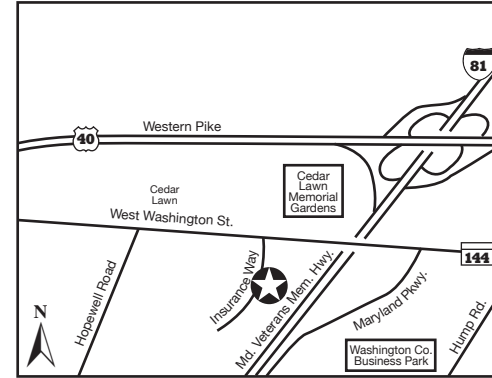 81
Western Pike
40
Cedar
Lawn
Cedar
Lawn
Memorial
Gardens
West Washington St.
144
Hopewell Road
Insurance Way
Md. Veterans Mem. Hwy.
Maryland Pkwy.
Hump Rd.
N
Washington Co.
Business Park